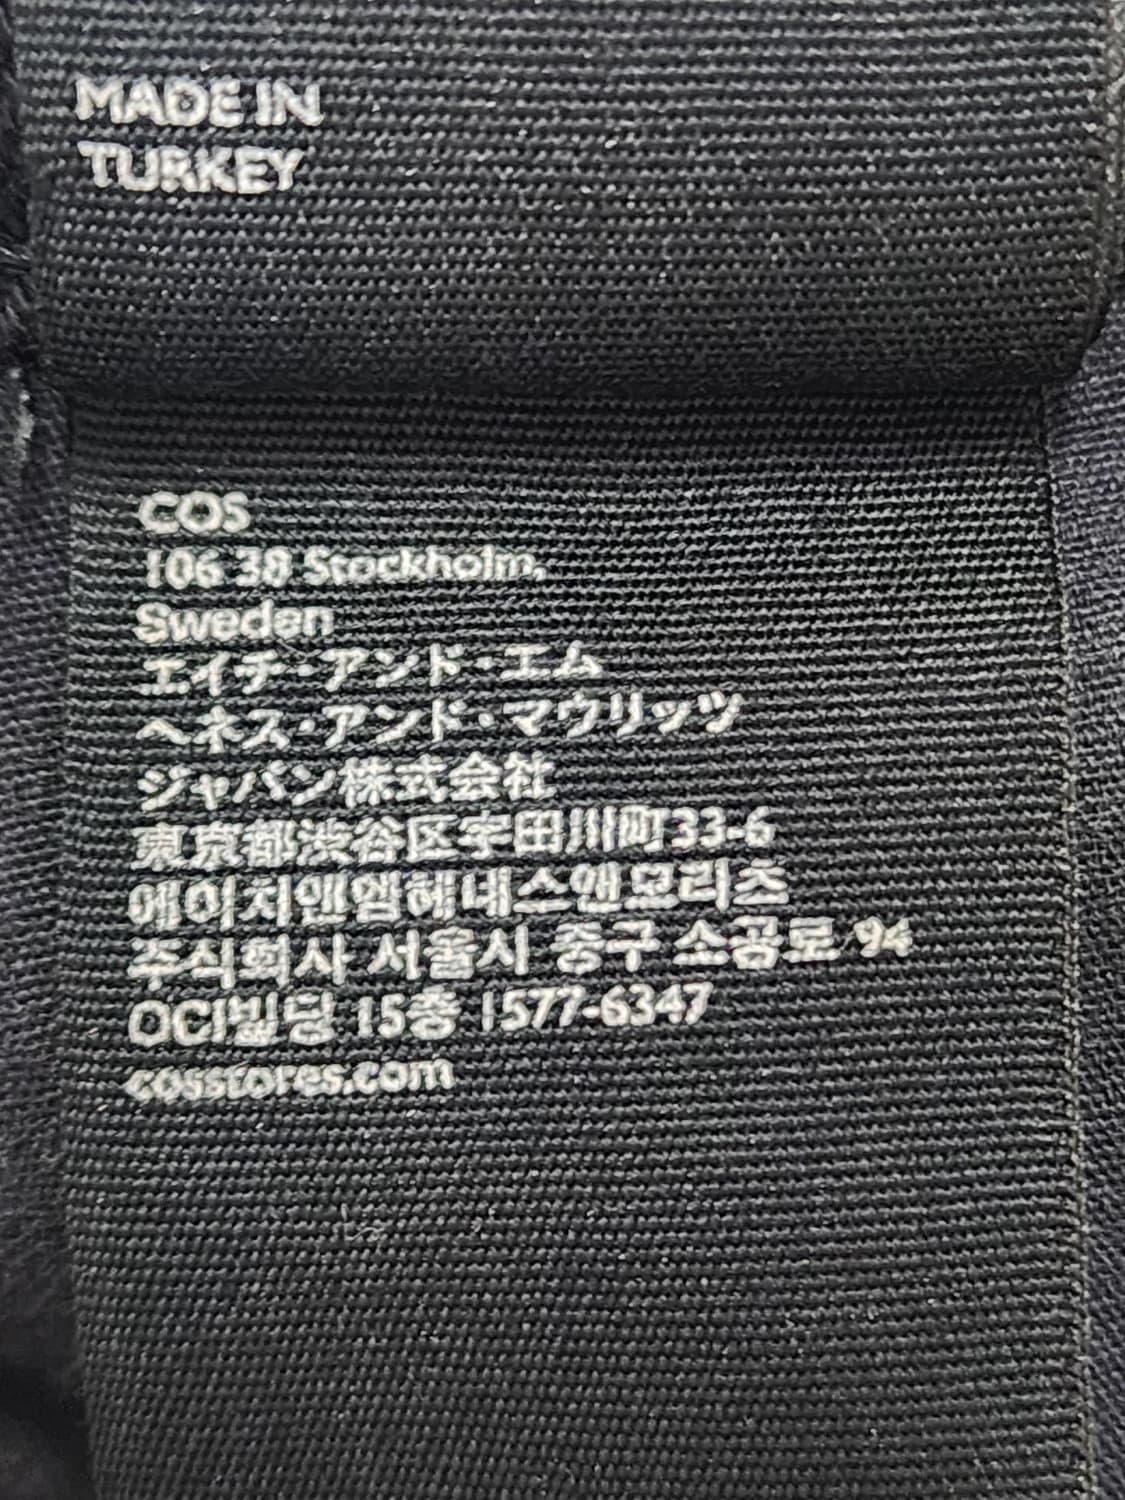 MADE IN
TURKEY
COS
106 38 Stockholm,
Sweden
エイチ・アンド・エム
ヘネス・アンド・マウリッツ
ジャパン株式会社
東京都渋谷区宇田川町33-6
에이치앤엠헤네스앤모리츠
주식회사 서울시 중구 소공로 94
OCI빌딩 15층 1577-6347
cosstores.com